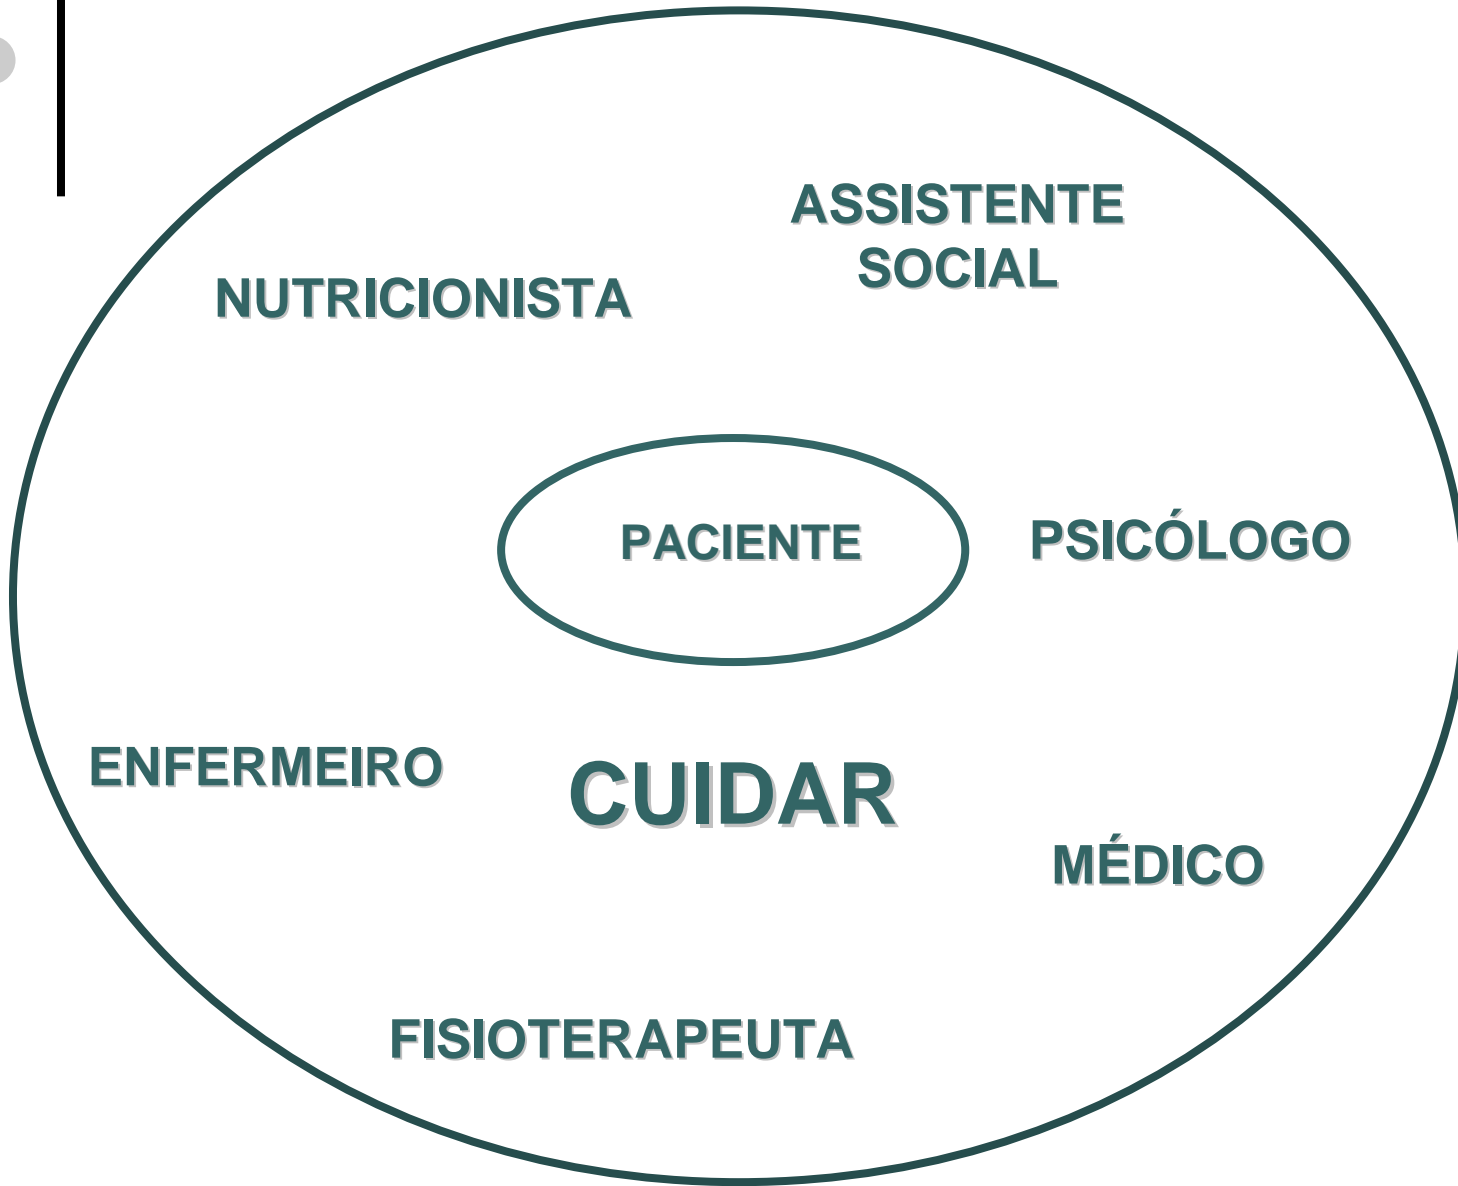 ASSISTENTE
SOCIAL
NUTRICIONISTA
PACIENTE
PSICÓLOGO
ENFERMEIRO
CUIDAR
MÉDICO
FISIOTERAPEUTA